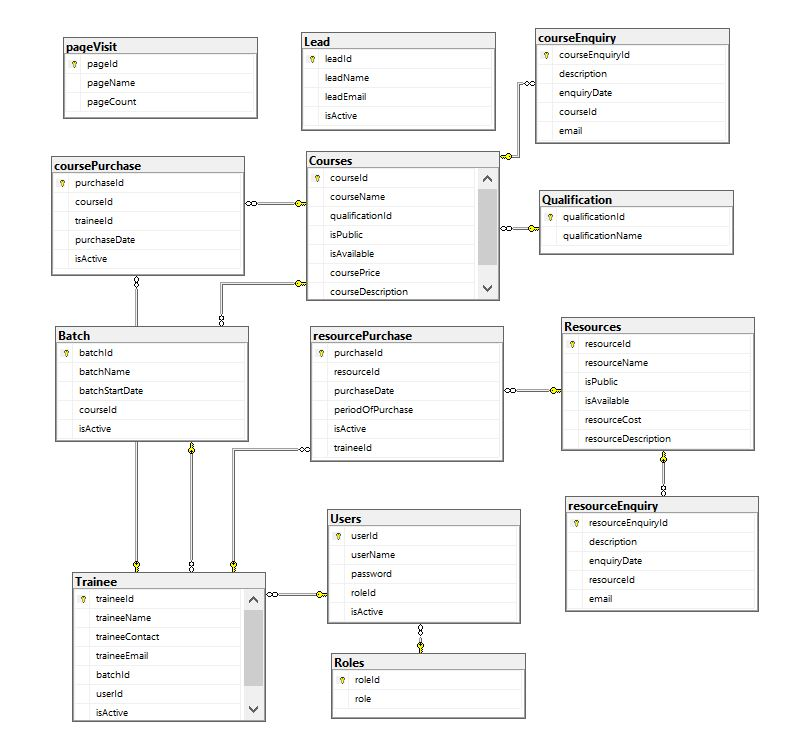 pageVisit
pageId
pageName
pageCount
Lead
leadId
leadName
leadEmail
isActive
courseEnquiry
courseEnquiryId
description
enquiryDate
courseId
email
coursePurchase
purchaseId
courseId
traineeId
purchaseDate
isActive
Courses
courseId
courseName
qualificationId
isPublic
isAvailable
coursePrice
courseDescription
Qualification
qualificationId
qualificationName
Batch
batchId
batchName
batchStartDate
courseId
isActive
resourcePurchase
purchaseId
resourceId
purchaseDate
periodOfPurchase
isActive
traineeId
Resources
resourceId
resourceName
isPublic
isAvailable
resourceCost
resourceDescription
resourceEnquiry
resourceEnquiryId
description
enquiryDate
resourceId
email
Users
userId
userName
password
roleId
isActive
Trainee
traineeId
traineeName
traineeContact
traineeEmail
batchId
userId
isActive
Roles
roleId
role